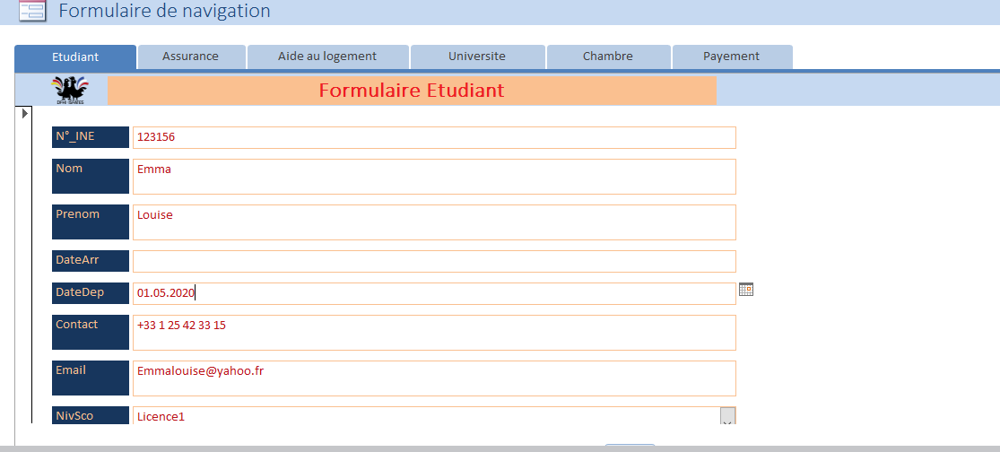 Formulaire de navigation
Etudiant Assurance Aide au logement Universite Chambre Payement
Formulaire Etudiant
N°_INE 123156
Nom Emma
Prenom Louise
DateArr
DateDep 01.05.2020
Contact +33 1 25 42 33 15
Email Emmalouise@yahoo.fr
NivSco Licence1